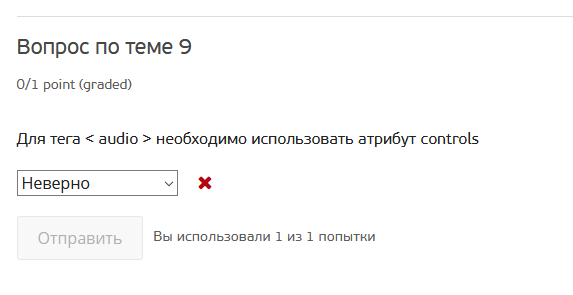 Вопрос по теме 9
0/1 point (graded)
Для тега < audio > необходимо использовать атрибут controls
Неверно
Отправить Вы использовали 1 из 1 попытки